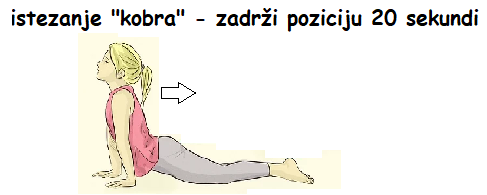 istezanje "kobra" - zadrži poziciju 20 sekundi